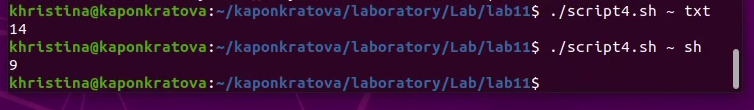 khristina@kaponkratova:~/kaponkratova/laboratory/Lab/lab11$ ./script4.sh ~ txt
14
khristina@kaponkratova:~/kaponkratova/laboratory/Lab/lab11$ ./script4.sh ~ sh
9
khristina@kaponkratova:~/kaponkratova/laboratory/Lab/lab11$